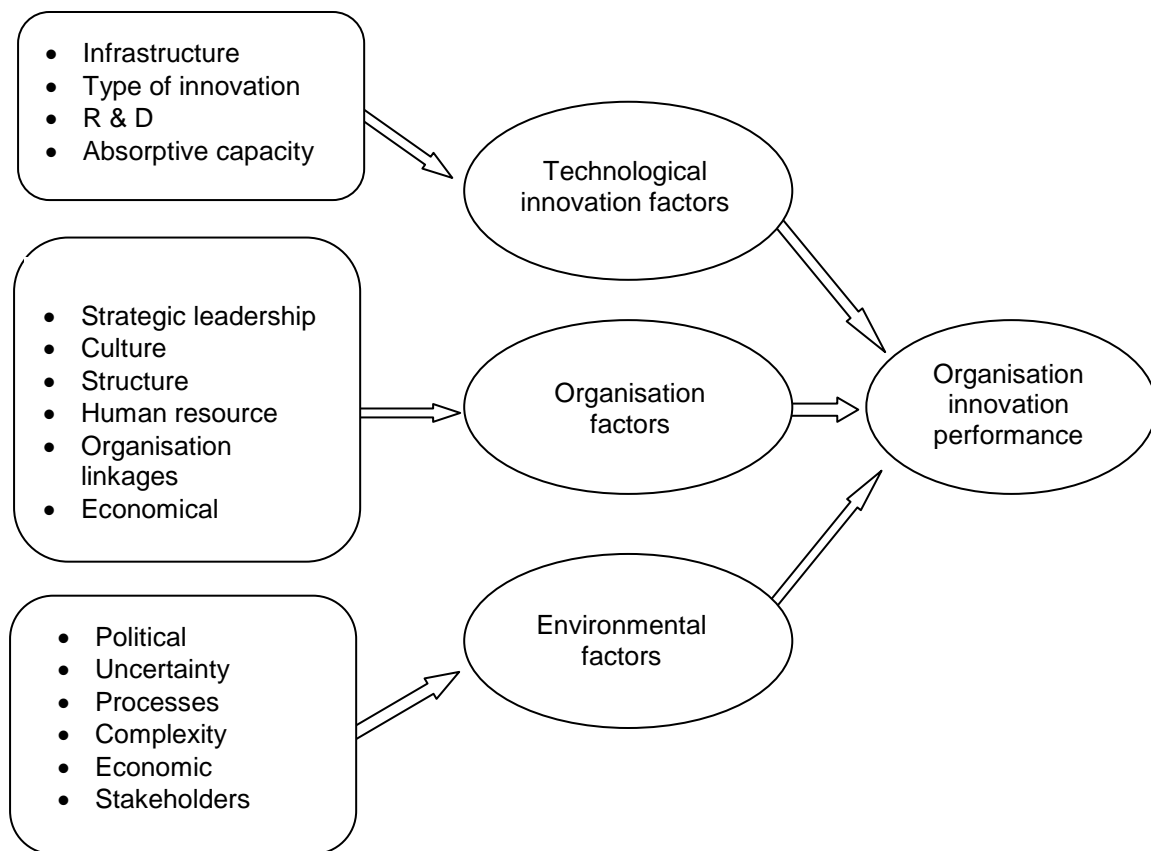 • Infrastructure
• Type of innovation
• R & D
• Absorptive capacity
Technological
innovation factors
• Strategic leadership
• Culture
• Structure
• Human resource
• Organisation
linkages
• Economical
Organisation
factors
Organisation
innovation
performance
• Political
• Uncertainty
• Processes
• Complexity
• Economic
• Stakeholders
Environmental
factors